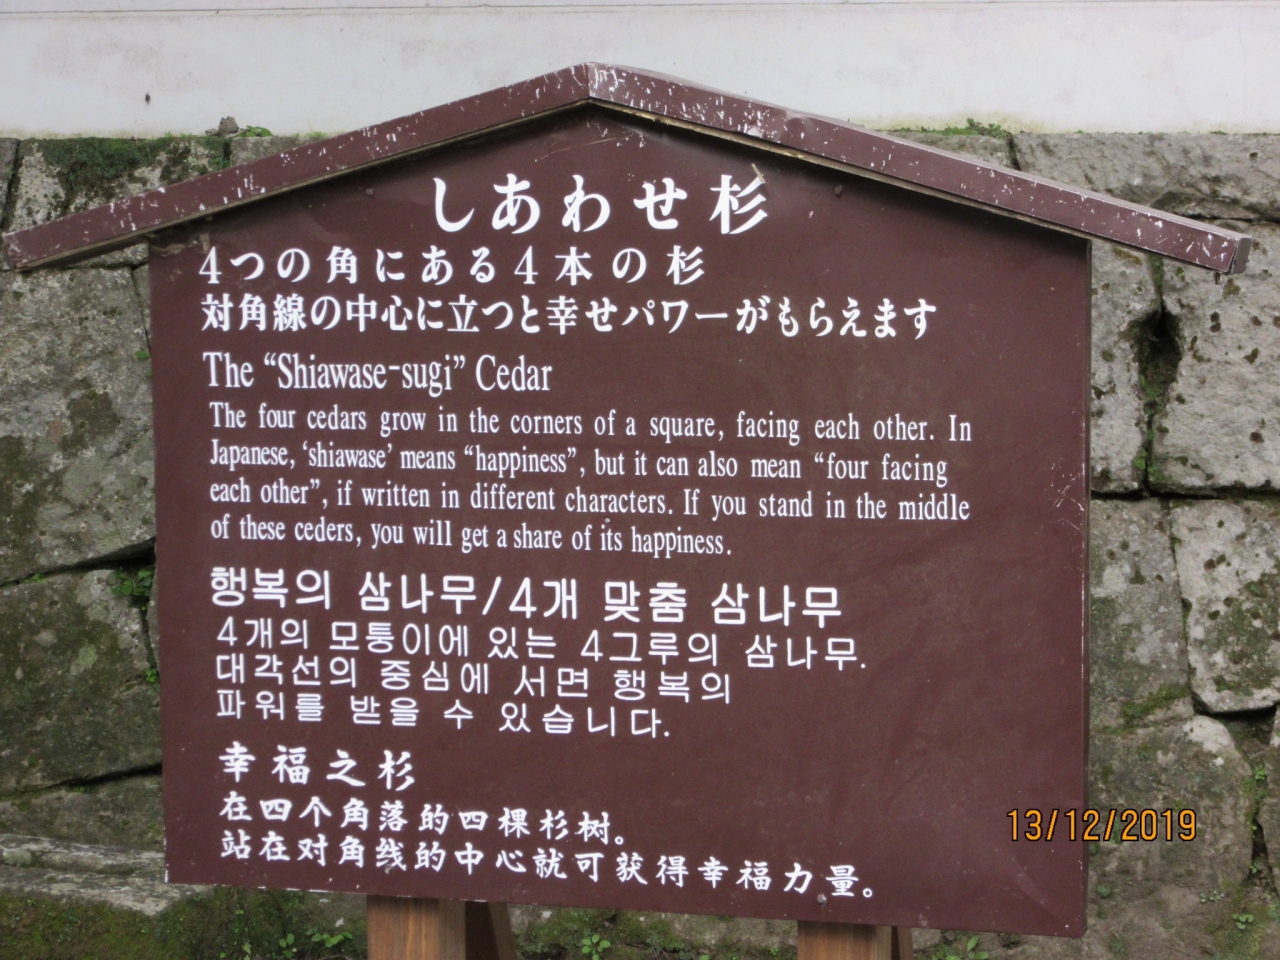 しあわせ杉
4つの角にある4本の杉
対角線の中心に立つと幸せパワーがもらえます
The “Shiawase-sugi” Cedar
The four cedars grow in the corners of a square, facing each other. In
Japanese, ‘shiawase’ means “happiness”, but it can also mean “four facing
each other”, if written in different characters. If you stand in the middle
of these ceders, you will get a share of its happiness.
행복의 삼나무/4개 맞춤 삼나무
4개의 모퉁이에 있는 4그루의 삼나무.
대각선의 중심에 서면 행복의
파워를 받을 수 있습니다.
幸福之杉
在四个角落的四棵杉树。
站在对角线的中心就可获得幸福力量。
13/12/2019